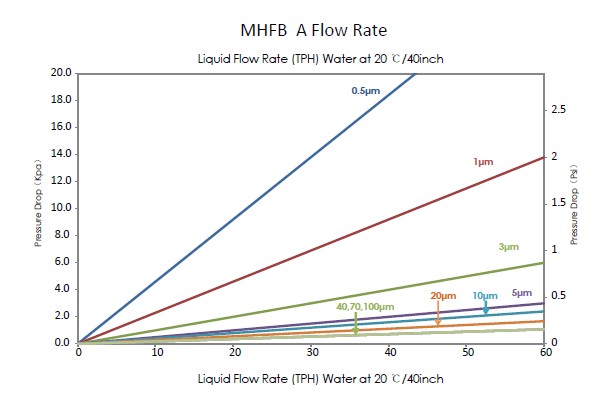 MHFB A Flow Rate
Liquid Flow Rate (TPH) Water at 20 ℃/40inch
20.0
18.0
16.0
14.0
12.0
10.0
8.0
6.0
4.0
2.0
0.0
Pressure Drop (Kpa)
0.5μm
1μm
3μm
5μm
10μm
20μm
40,70,100μm
2.5
2
1.5
1
0.5
0
Pressure Drop (Psi)
0 10 20 30 40 50 60
Liquid Flow Rate (TPH) Water at 20 ℃/40inch